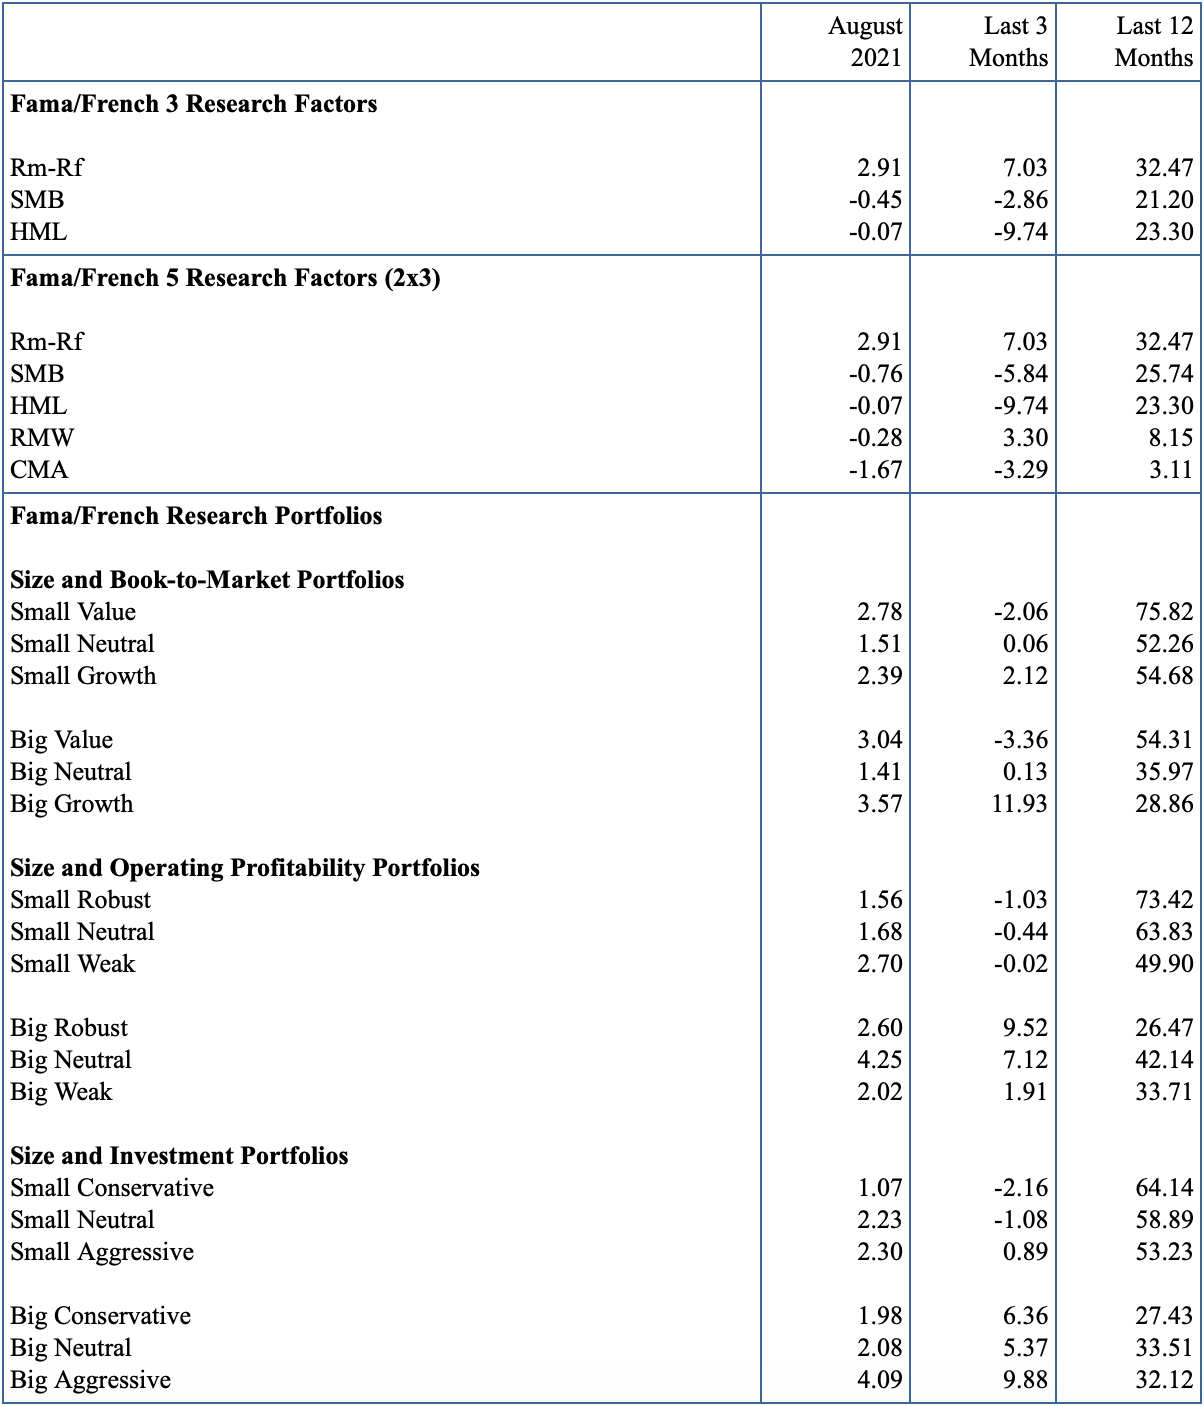 August Last 3 Last 12
2021 Months Months
Fama/French 3 Research Factors
Rm-Rf 2.91 7.03 32.47
SMB -0.45 -2.86 21.20
HML -0.07 -9.74 23.30
Fama/French 5 Research Factors (2x3)
Rm-Rf 2.91 7.03 32.47
SMB -0.76 -5.84 25.74
HML -0.07 -9.74 23.30
RMW -0.28 3.30 8.15
CMA -1.67 -3.29 3.11
Fama/French Research Portfolios
Size and Book-to-Market Portfolios
Small Value 2.78 -2.06 75.82
Small Neutral 1.51 0.06 52.26
Small Growth 2.39 2.12 54.68
Big Value 3.04 -3.36 54.31
Big Neutral 1.41 0.13 35.97
Big Growth 3.57 11.93 28.86
Size and Operating Profitability Portfolios
Small Robust 1.56 -1.03 73.42
Small Neutral 1.68 -0.44 63.83
Small Weak 2.70 -0.02 49.90
Big Robust 2.60 9.52 26.47
Big Neutral 4.25 7.12 42.14
Big Weak 2.02 1.91 33.71
Size and Investment Portfolios
Small Conservative 1.07 -2.16 64.14
Small Neutral 2.23 -1.08 58.89
Small Aggressive 2.30 0.89 53.23
Big Conservative 1.98 6.36 27.43
Big Neutral 2.08 5.37 33.51
Big Aggressive 4.09 9.88 32.12